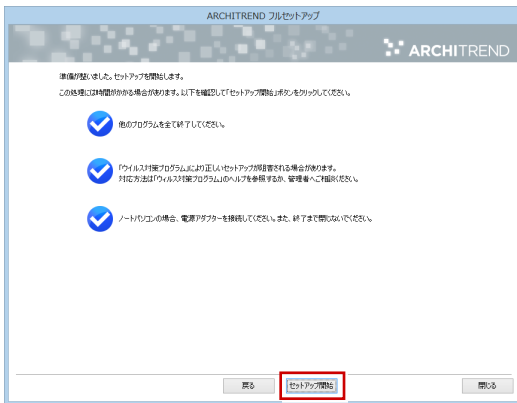 ARCHITREND フルセットアップ
ARCHITREND
準備が整いました。セットアップを開始します。
この処理には時間がかかる場合があります。以下を確認して「セットアップ開始」ボタンをクリックしてください。
他のプログラムを全て終了してください。
「ウイルス対策プログラム」により正しいセットアップが阻害される場合があります。
対応方法は「ウィルス対策プログラム」のヘルプを参照するか、管理者へご相談ください。
ノートパソコンの場合、電源アダプターを接続してください。また、終了まで閉じないでください。
戻る
セットアップ開始
閉じる